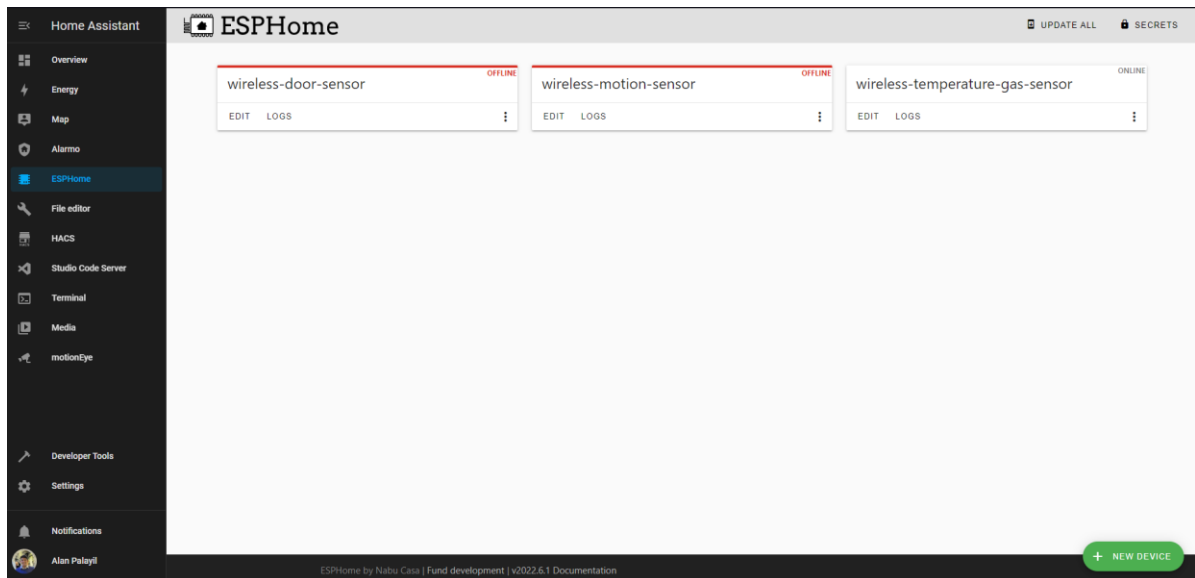 Home Assistant
Overview
Energy
Map
Alarmo
ESPHome
File editor
HACS
Studio Code Server
Terminal
Media
motionEye
Developer Tools
Settings
Notifications
Alan Palayil
ESPHome
UPDATE ALL
SECRETS
wireless-door-sensor
OFFLINE
EDIT LOGS
wireless-motion-sensor
OFFLINE
EDIT LOGS
wireless-temperature-gas-sensor
ONLINE
EDIT LOGS
+ NEW DEVICE
ESPHome by Nabu Casa | Fund development | v2022.6.1 Documentation